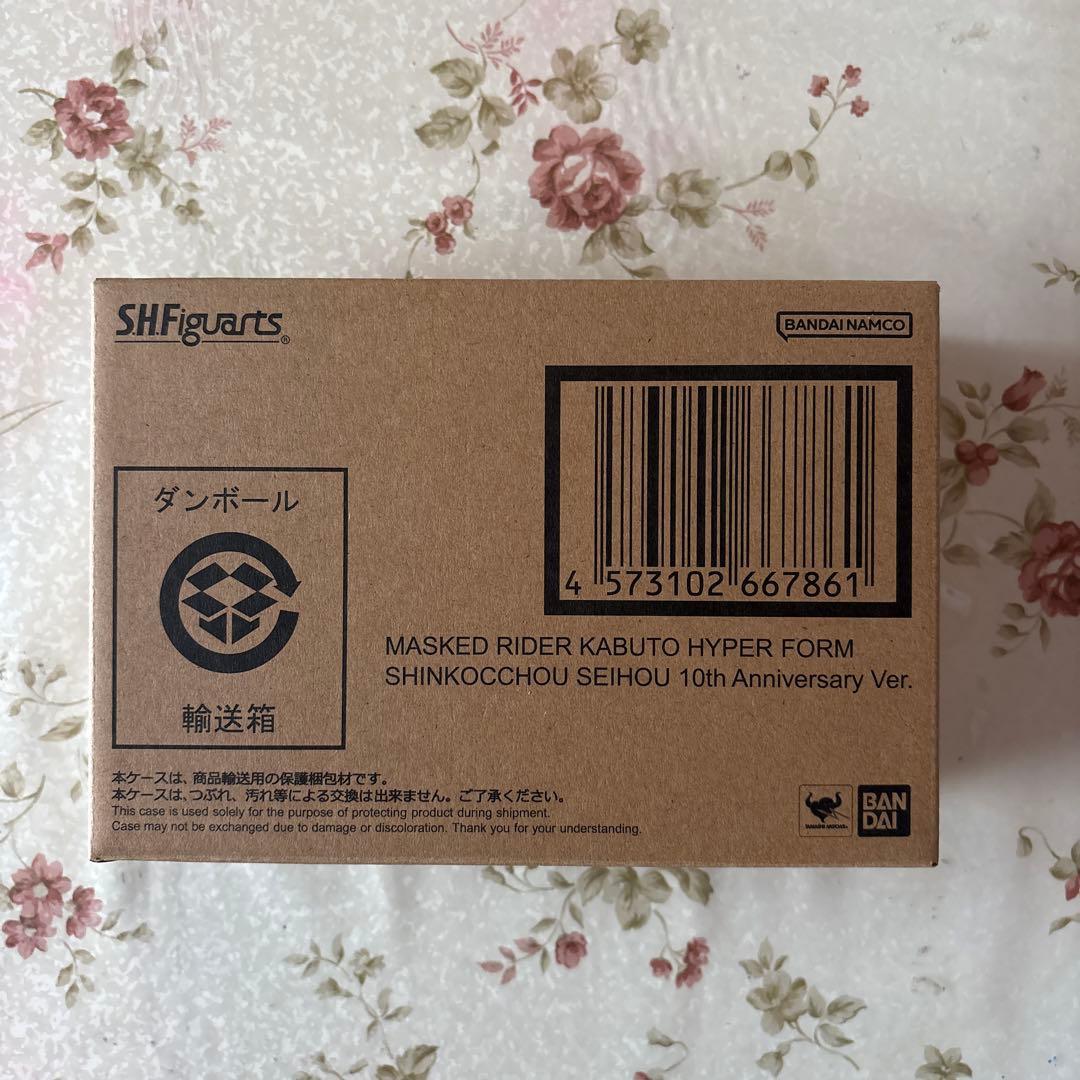 S.H.Figuarts®
BANDAI NAMCO
4 573102 667861
MASKED RIDER KABUTO HYPER FORM
SHINKOCCHOU SEIHOU 10th Anniversary Ver.
ダンボール
輸送箱
本ケースは、商品輸送用の保護梱包材です。
本ケースは、つぶれ、汚れ等による交換は出来ません。ご了承ください。
This case is used solely for the purpose of protecting product during shipment.
Case may not be exchanged due to damage or discoloration. Thank you for your understanding.
TAMASHII NATIONS
BAN
DAI